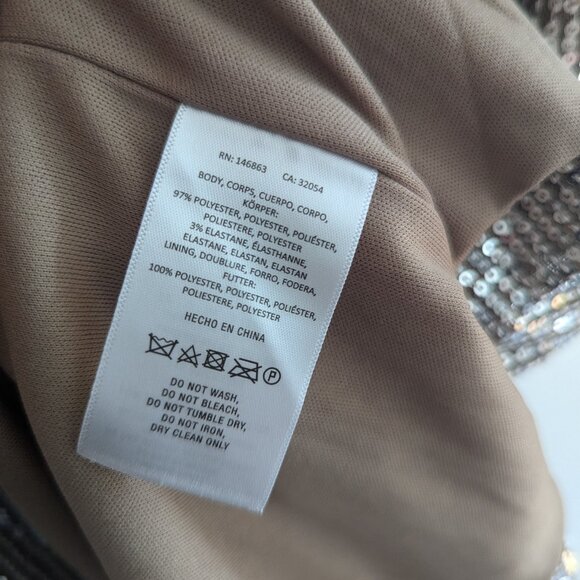 RN: 146863 CA: 32054
BODY, CORPS, CUERPO, CORPO,
KÖRPER:
97% POLYESTER, POLYESTER, POLIÉSTER,
POLIESTERE, POLYESTER
3% ELASTANE, ÉLASTHANNE,
ELASTANE, ELASTAN, ELASTAN
LINING, DOUBLURE, FORRO, FODERA,
FUTTER:
100% POLYESTER, POLYESTER, POLIÉSTER,
POLIESTERE, POLYESTER
HECHO EN CHINA
P
DO NOT WASH,
DO NOT BLEACH,
DO NOT TUMBLE DRY,
DO NOT IRON,
DRY CLEAN ONLY